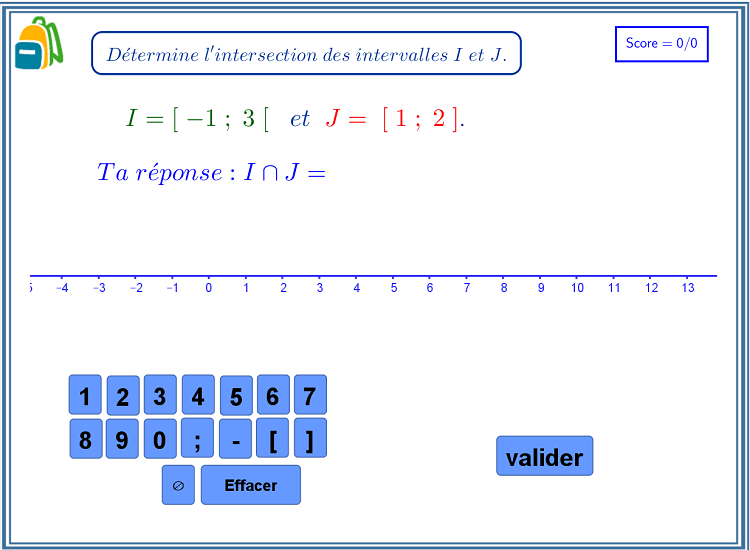 Détermine l'intersection des intervalles I et J.
Score = 0/0
I = [ −1 ; 3 [ et J = [ 1 ; 2 ].
Ta réponse : I ∩ J =
5 −4 −3 −2 −1 0 1 2 3 4 5 6 7 8 9 10 11 12 13
1 2 3 4 5 6 7
8 9 0 ; - [ ]
∅ Effacer
valider